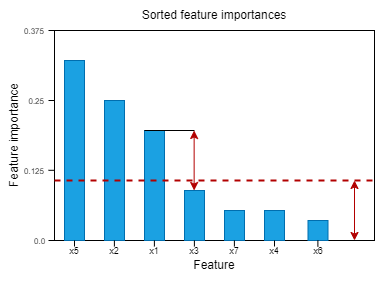 Sorted feature importances
0.375
0.25
0.125
0.0
Feature importance
x5 x2 x1 x3 x7 x4 x6
Feature